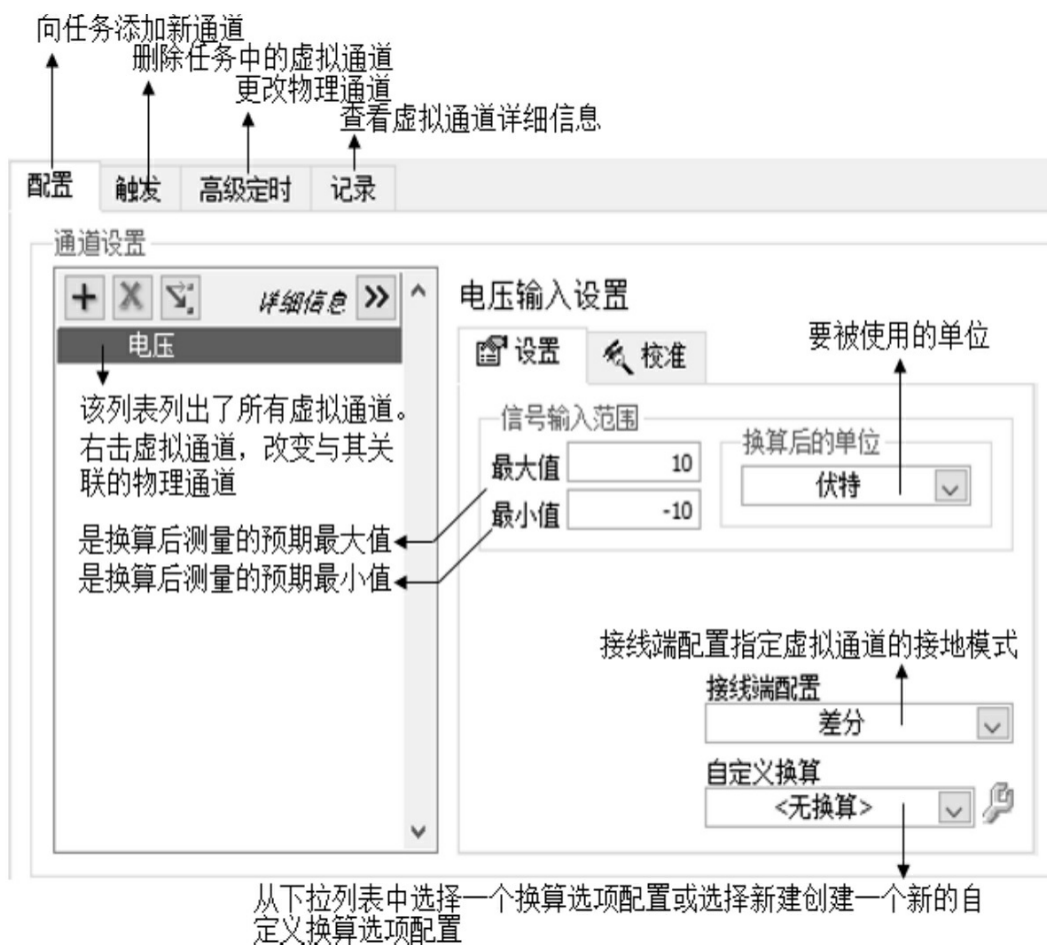 向任务添加新通道
删除任务中的虚拟通道
更改物理通道
查看虚拟通道详细信息
配置 触发 高级定时 记录
通道设置
详细信息
电压
该列表列出了所有虚拟通道。
右击虚拟通道，改变与其关
联的物理通道
是换算后测量的预期最大值
是换算后测量的预期最小值
电压输入设置
设置 校准
要被使用的单位
信号输入范围
最大值 10
最小值 -10
换算后的单位
伏特
接线端配置指定虚拟通道的接地模式
接线端配置
差分
自定义换算
<无换算>
从下拉列表中选择一个换算选项配置或选择新建创建一个新的自
定义换算选项配置